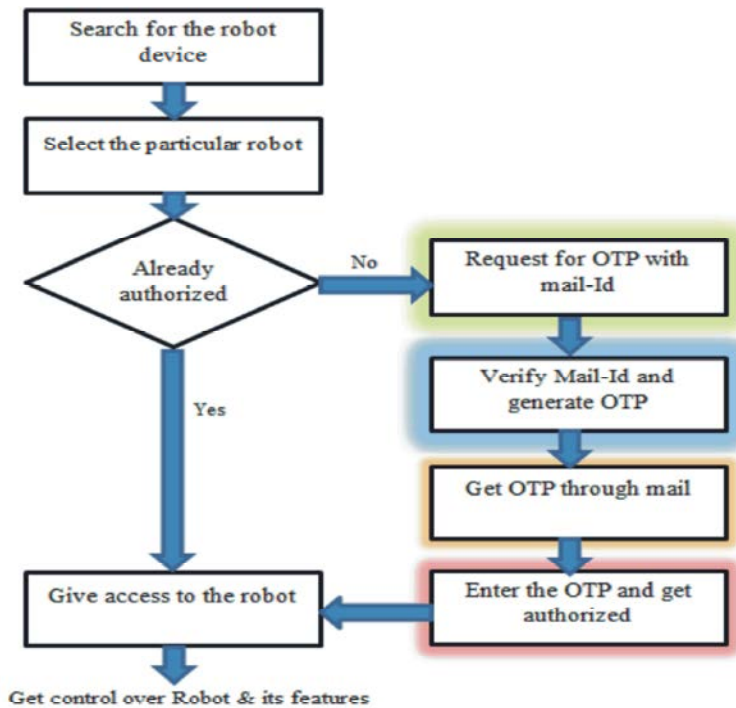 Search for the robot
device
Select the particular robot
Already
authorized
No
Request for OTP with
mail-Id
Verify Mail-Id and
generate OTP
Yes
Get OTP through mail
Enter the OTP and get
authorized
Give access to the robot
Get control over Robot & its features